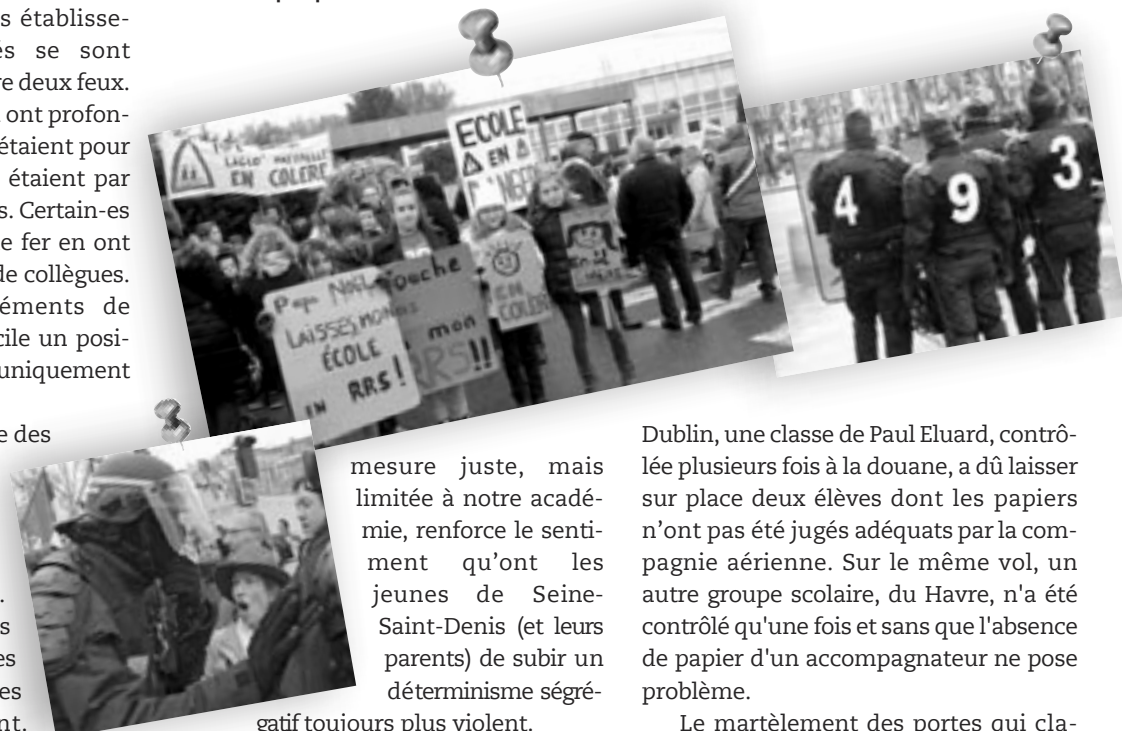 s établisse-
és se sont
re deux feux.
ont profon-
étaient pour
étaient par
s. Certain-es
e fer en ont
de collègues.
éments de
cile un posi-
uniquement
e des
.
s
es
es
nt.
EN COLERE
ECOLE
EN
Papa Noël
LAISSES MOI
ÉCOLE
EN RRS !
Touche
mon
RRS!!
EN
COLÈRE
4
9
3
mesure juste, mais
limitée à notre acadé-
mie, renforce le senti-
ment qu'ont les
jeunes de Seine-
Saint-Denis (et leurs
parents) de subir un
déterminisme ségré-
gatif toujours plus violent.
Dublin, une classe de Paul Eluard, contrô-
lée plusieurs fois à la douane, a dû laisser
sur place deux élèves dont les papiers
n’ont pas été jugés adéquats par la com-
pagnie aérienne. Sur le même vol, un
autre groupe scolaire, du Havre, n'a été
contrôlé qu'une fois et sans que l'absence
de papier d'un accompagnateur ne pose
problème.
Le martèlement des portes qui cla-